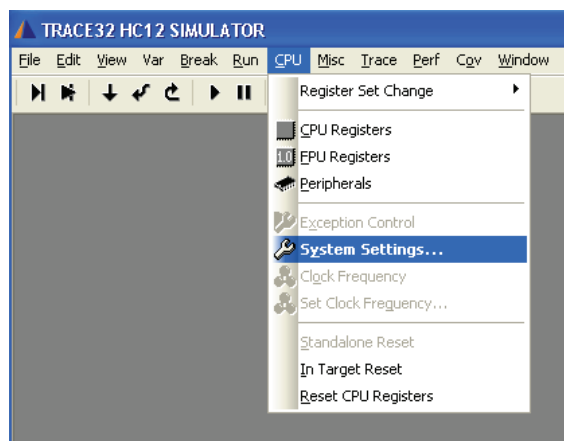 TRACE32 HC12 SIMULATOR
File Edit View Var Break Run CPU Misc Trace Perf Cov Window
Register Set Change
CPU Registers
1.0 FPU Registers
Peripherals
Exception Control
System Settings...
Clock Frequency
Set Clock Frequency...
Standalone Reset
In Target Reset
Reset CPU Registers